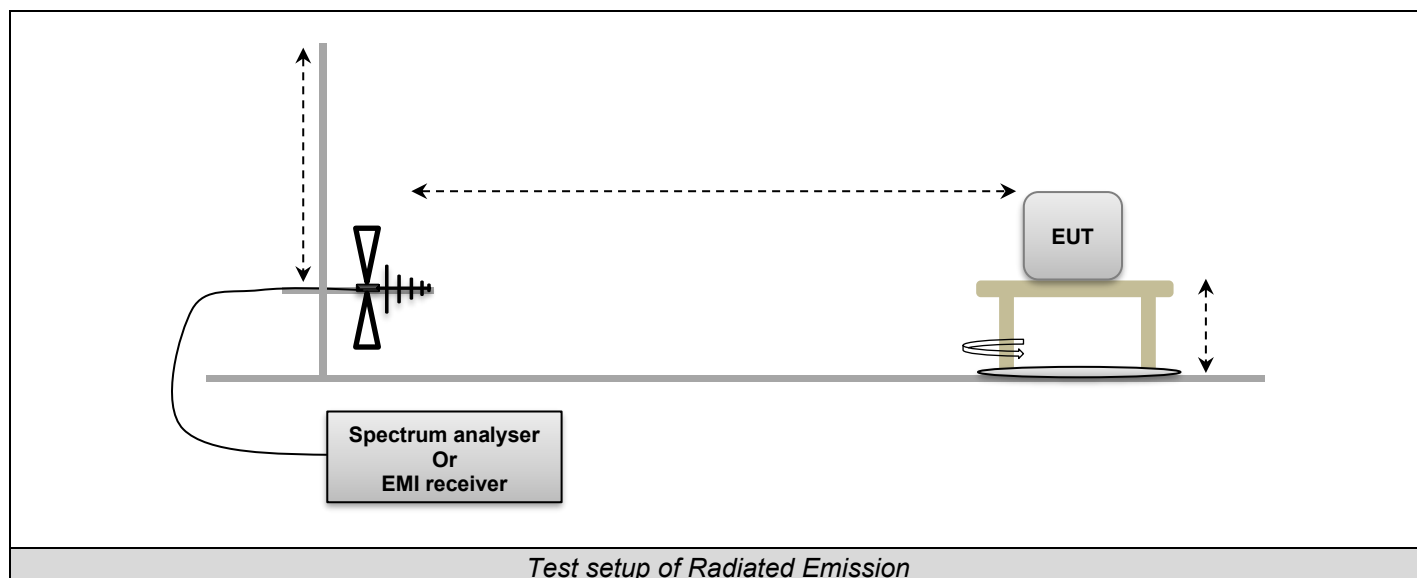 EUT
Spectrum analyser
Or
EMI receiver
Test setup of Radiated Emission